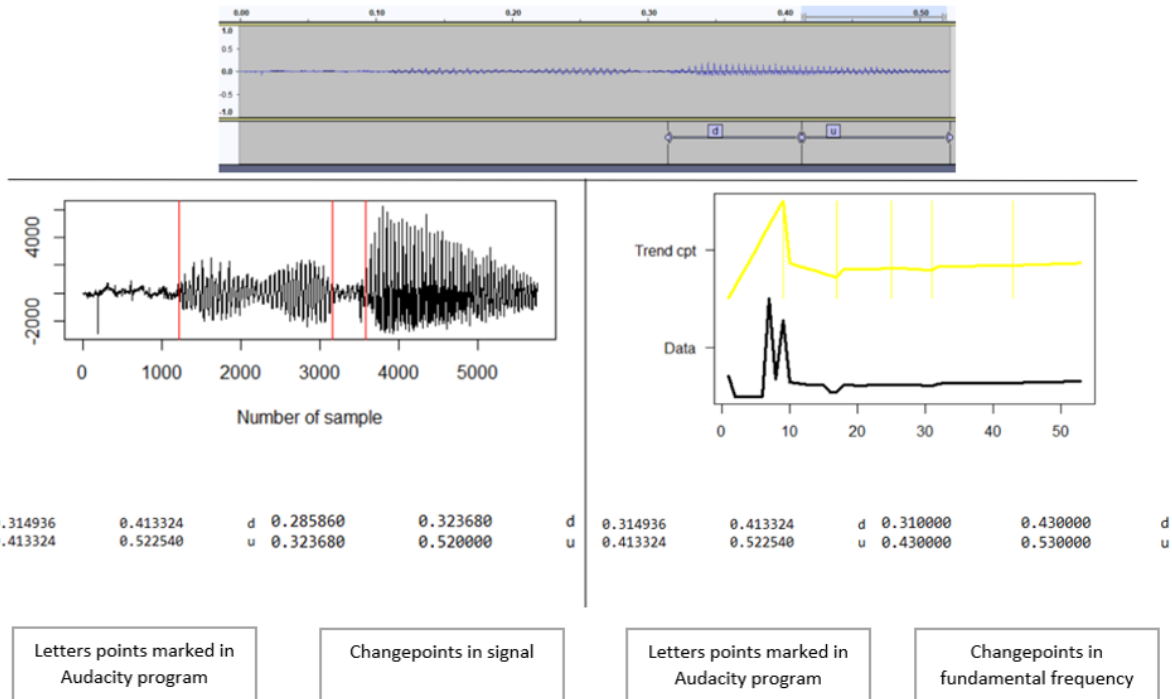 0.00 0.10 0.20 0.30 0.40 0.50
1.0
0.5
0.0
-0.5
-1.0
d u
4000
-2000
0 1000 2000 3000 4000 5000
Number of sample
Trend cpt
Data
0 10 20 30 40 50
.314936 0.413324 d 0.285860 0.323680 d
.413324 0.522540 u 0.323680 0.520000 u
0.314936 0.413324 d 0.310000 0.430000 d
0.413324 0.522540 u 0.430000 0.530000 u
Letters points marked in
Audacity program
Changepoints in signal
Letters points marked in
Audacity program
Changepoints in
fundamental frequency